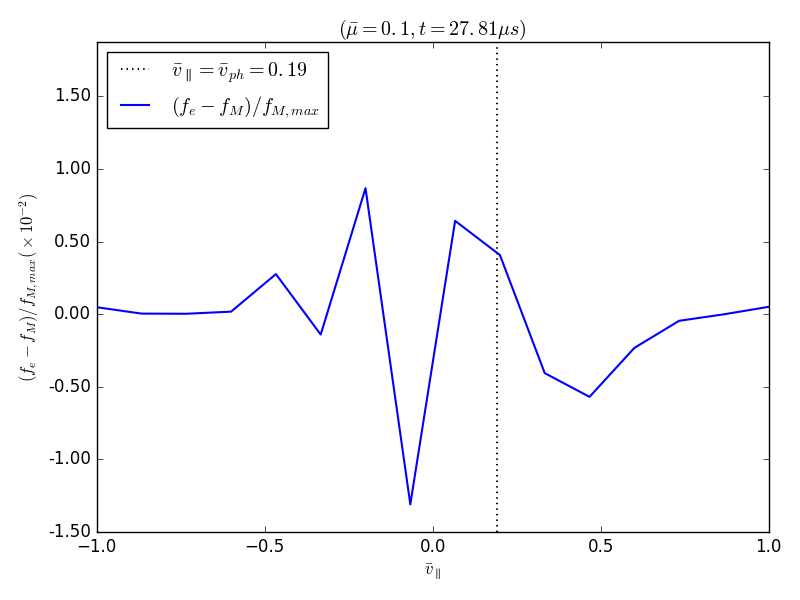 (μ̄ = 0.1, t = 27.81μs)
v̄∥ = v̄ph = 0.19
(fe − fM)/fM,max
1.50
1.00
0.50
0.00
-0.50
-1.00
-1.50
(fe − fM)/fM,max(×10⁻²)
−1.0 −0.5 0.0 0.5 1.0
v̄∥